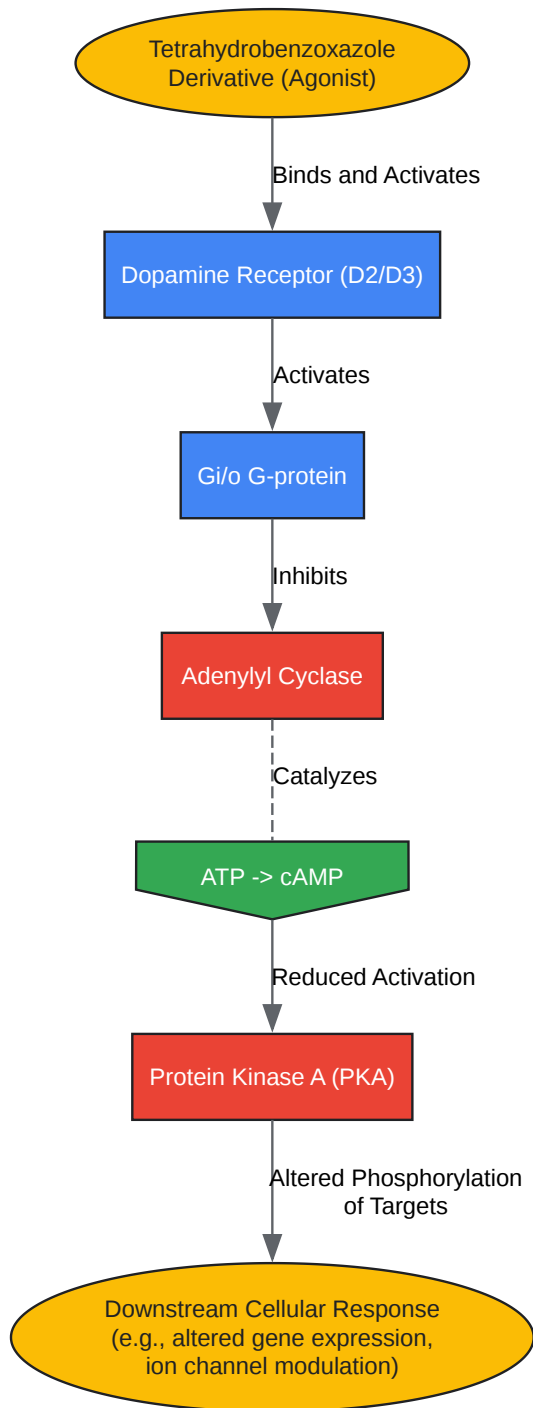 Tetrahydrobenzoxazole
Derivative (Agonist)
Binds and Activates
Dopamine Receptor (D2/D3)
Activates
Gi/o G-protein
Inhibits
Adenylyl Cyclase
Catalyzes
ATP -> cAMP
Reduced Activation
Protein Kinase A (PKA)
Altered Phosphorylation
of Targets
Downstream Cellular Response
(e.g., altered gene expression,
ion channel modulation)